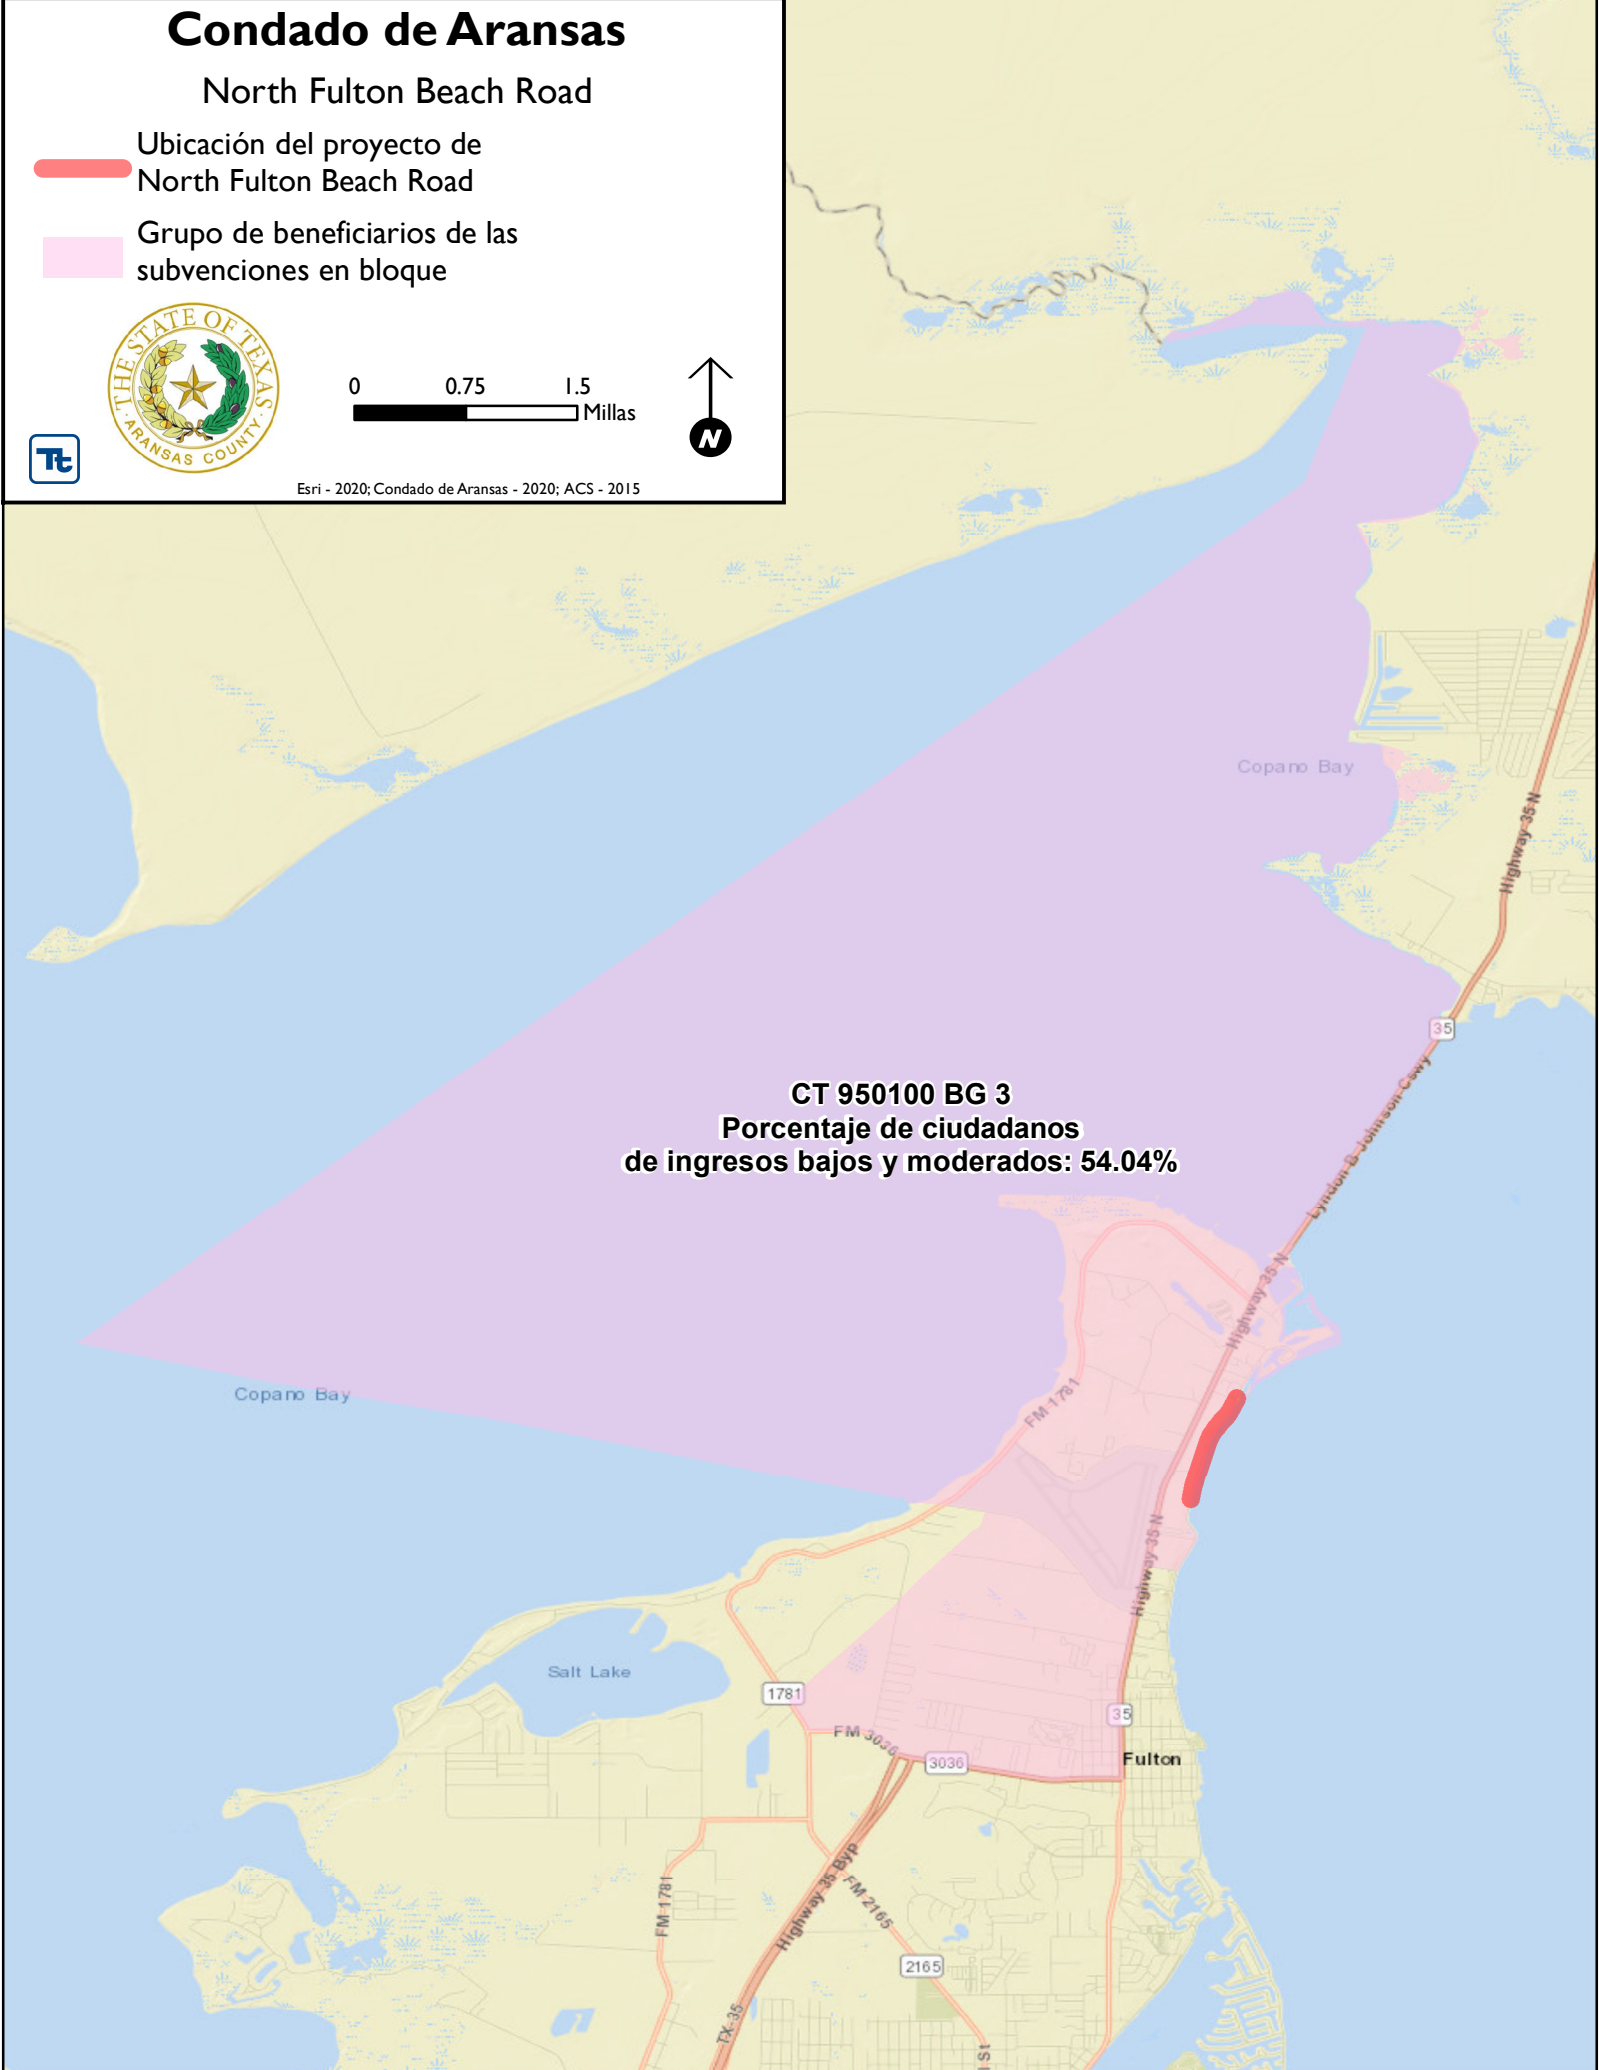 Condado de Aransas
North Fulton Beach Road
Ubicación del proyecto de
North Fulton Beach Road
Grupo de beneficiarios de las
subvenciones en bloque
THE STATE OF TEXAS
ARANSAS COUNTY
0 0.75 1.5
Millas
N
Tt
Esri - 2020; Condado de Aransas - 2020; ACS - 2015
Copano Bay
Highway 35 N
35
Lyndon B Johnson Cswy
CT 950100 BG 3
Porcentaje de ciudadanos
de ingresos bajos y moderados: 54.04%
Highway 35 N
Copano Bay
FM 1781
Highway 35 N
Salt Lake
1781
35
FM 3036
3036
Fulton
Highway 35 Byp
FM 1781
FM 2165
2165
TX-35
St